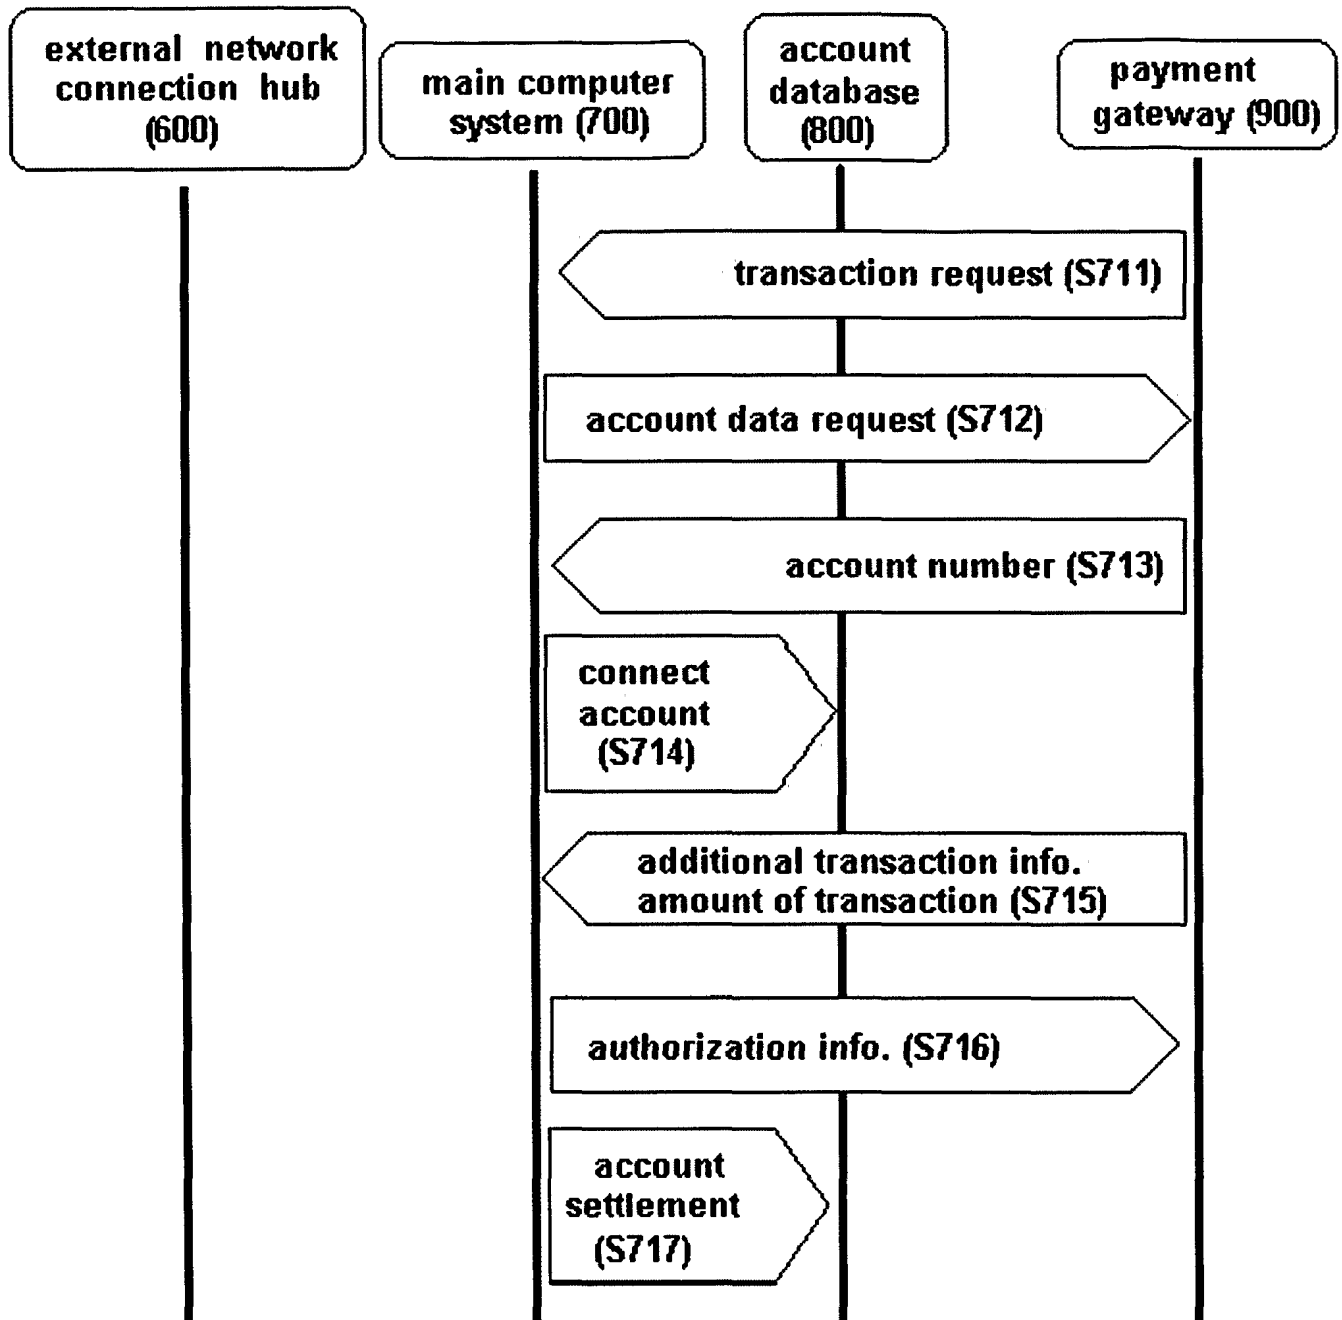 external network
connection hub
(600)
main computer
system (700)
account
database
(800)
payment
gateway (900)
transaction request (S711)
account data request (S712)
account number (S713)
connect
account
(S714)
additional transaction info.
amount of transaction (S715)
authorization info. (S716)
account
settlement
(S717)